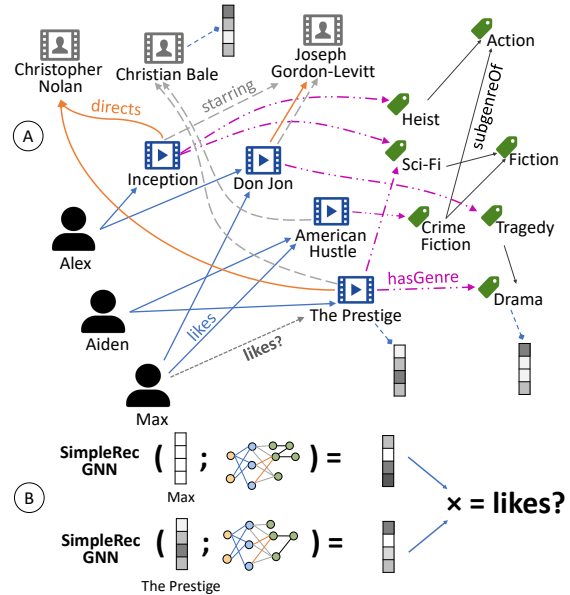 Christopher
Nolan
Christian Bale
Joseph
Gordon-Levitt
Action
directs
starring
subgenreOf
A
Heist
Inception
Don Jon
Sci-Fi
Fiction
Alex
American
Hustle
Crime
Fiction
Tragedy
Aiden
likes
The Prestige
hasGenre
Drama
likes?
Max
SimpleRec
GNN
( ; ) =
Max
B
× = likes?
SimpleRec
GNN
( ; ) =
The Prestige